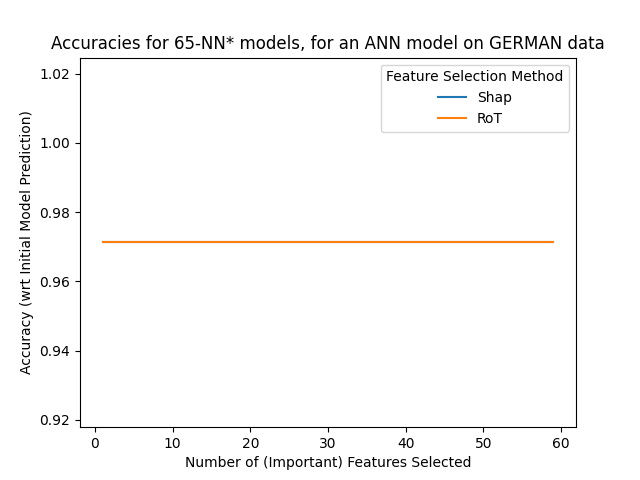 Accuracies for 65-NN* models, for an ANN model on GERMAN data
Feature Selection Method
Shap
RoT
Accuracy (wrt Initial Model Prediction)
1.02
1.00
0.98
0.96
0.94
0.92
0 10 20 30 40 50 60
Number of (Important) Features Selected